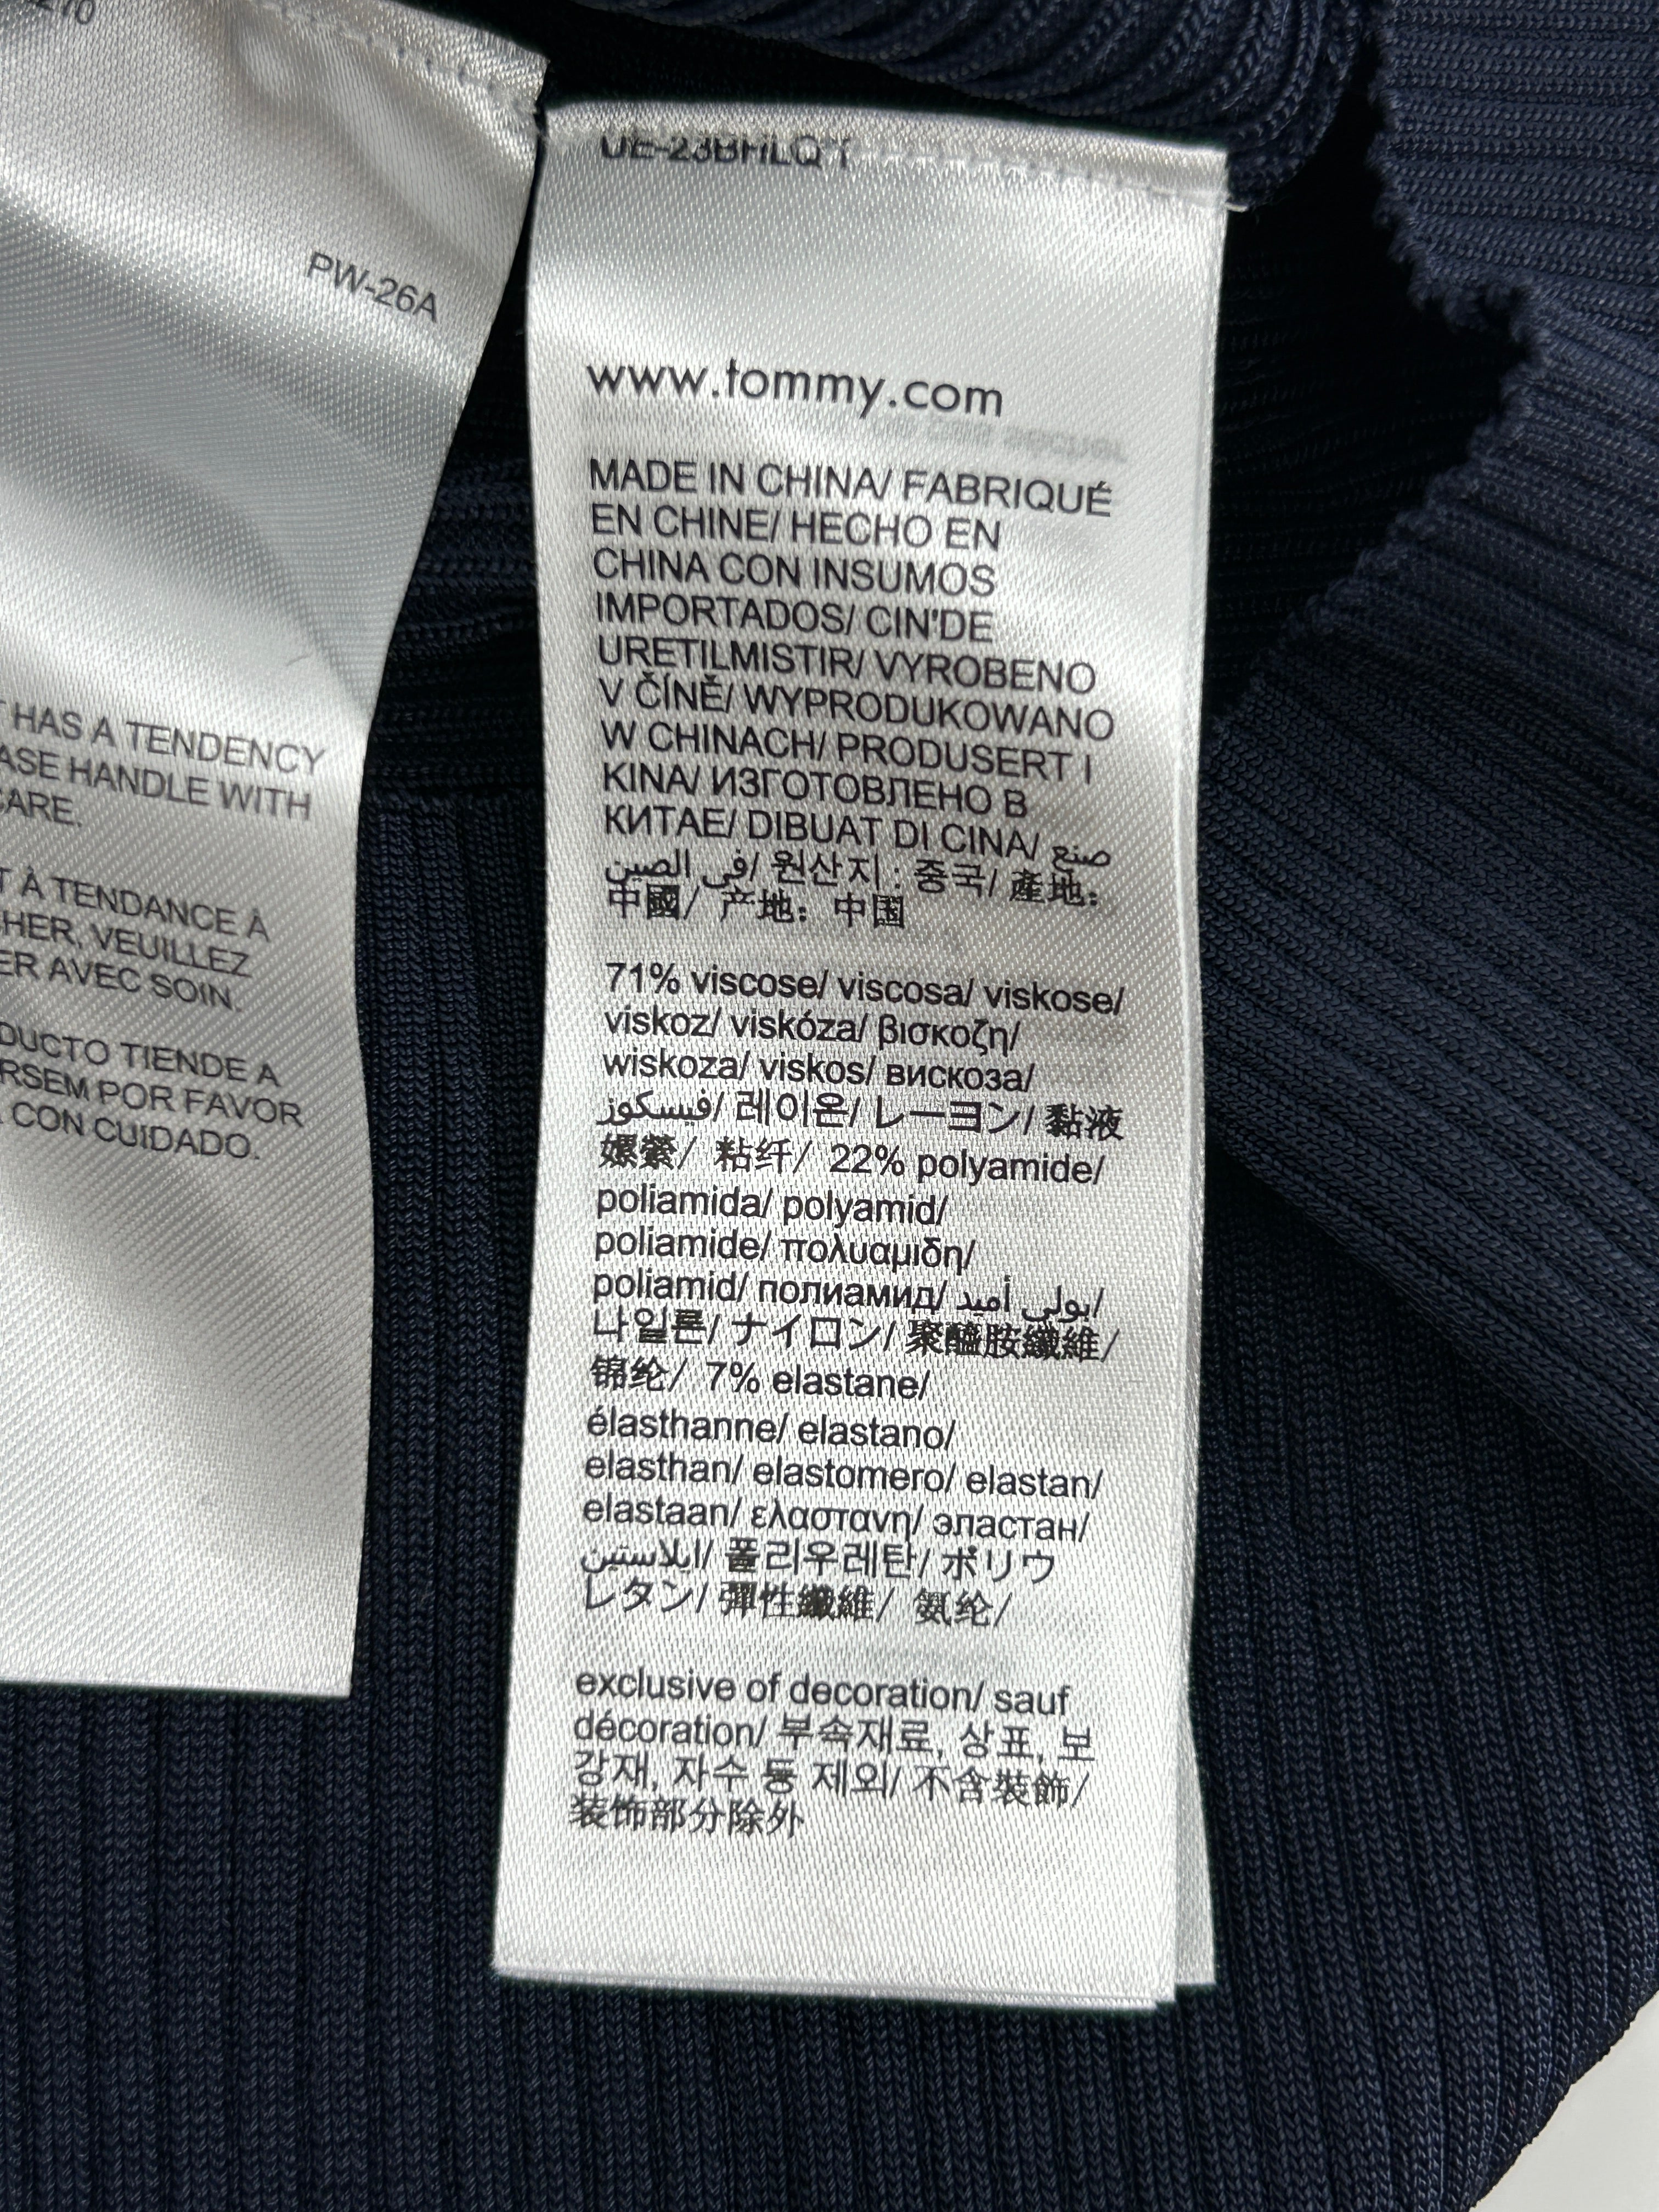 270
PW-26A
HAS A TENDENCY
HANDLE WITH
CARE.
À TENDANCE À
VEUILLEZ
AVEC SOIN.
TIENDE A
POR FAVOR
CON CUIDADO.
www.tommy.com
MADE IN CHINA/ FABRIQUÉ
EN CHINE/ HECHO EN
CHINA CON INSUMOS
IMPORTADOS/ CIN'DE
URETILMISTIR/ VYROBENO
V ČÍNĚ/ WYPRODUKOWANO
W CHINACH/ PRODUSERT I
KINA/ ИЗГОТОВЛЕНО В
КИТАЕ/ DIBUAT DI CINA/ صنع
في الصين/ 원산지 : 중국/ 產地：
中國/ 产地：中国
71% viscose/ viscosa/ viskose/
viskoz/ viskóza/ βισκοζη/
wiskoza/ viskos/ вискоза/
فيسكوز/ 레이온/ レーヨン/ 黏液
嫘縈/ 粘纤/ 22% polyamide/
poliamida/ polyamid/
poliamide/ πολυαμιδη/
poliamid/ полиамид/ بولي أميد/
나일론/ ナイロン/ 聚醯胺纖維/
锦纶/ 7% elastane/
élasthanne/ elastano/
elasthan/ elastomero/ elastan/
elastaan/ ελαστανη/ эластан/
ايلاستين/ 폴리우레탄/ ポリウ
レタン/ 彈性纖維/ 氨纶/
exclusive of decoration/ sauf
décoration/ 부속재료, 상표, 보
강재, 자수 등 제외/ 不含裝飾/
装饰部分除外